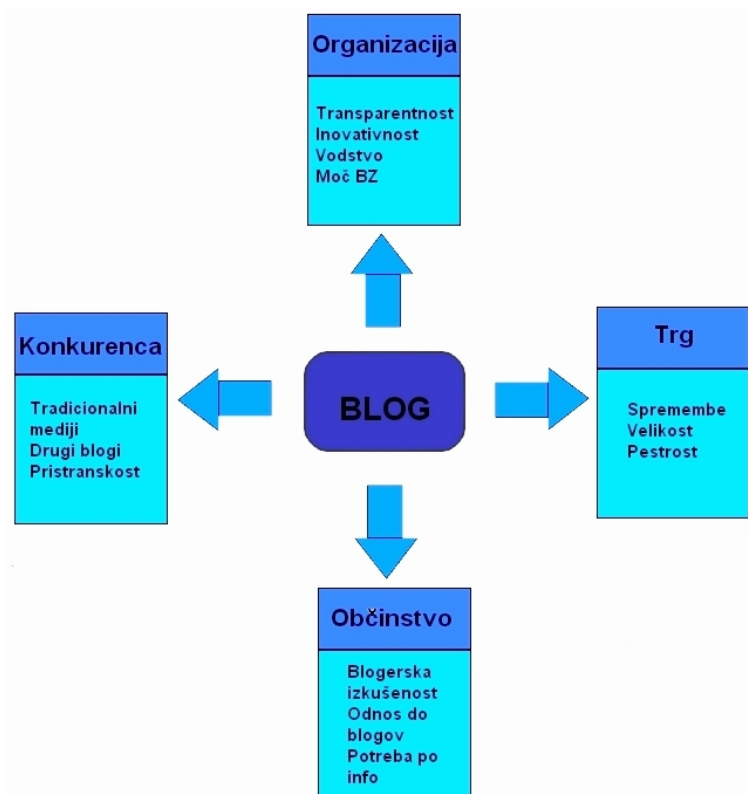 Organizacija
Transparentnost
Inovativnost
Vodstvo
Moč BZ
Konkurenca
Tradicionalni
mediji
Drugi blogi
Pristranskost
BLOG
Trg
Spremembe
Velikost
Pestrost
Občinstvo
Blogerska
izkušenost
Odnos do
blogov
Potreba po
info